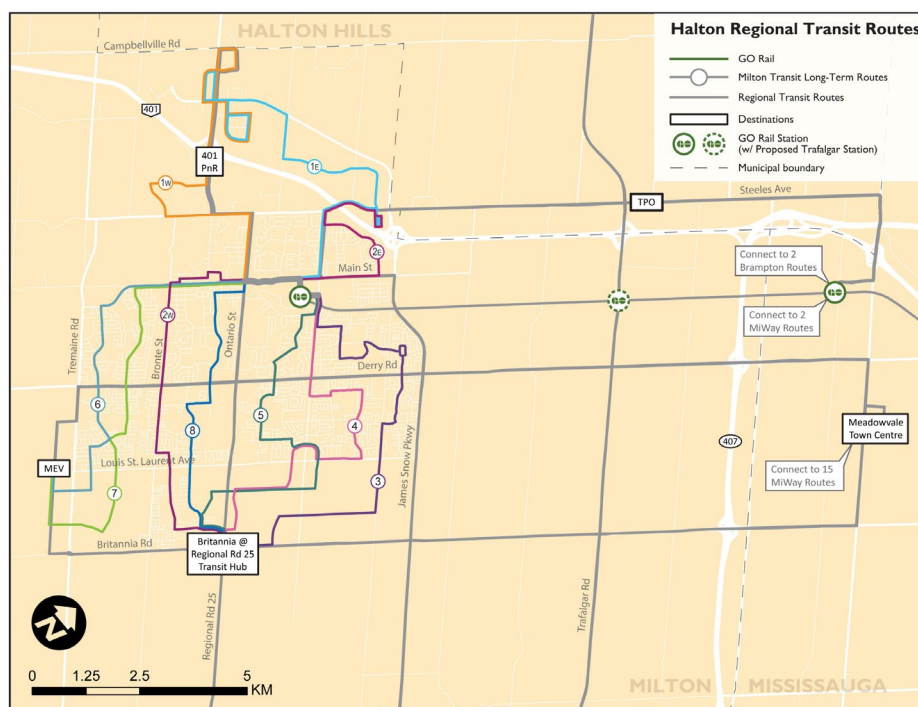 HALTON HILLS
Campbellville Rd
401
401
PnR
1W
1E
2E
Main St
GO
Tremaine Rd
Bronte St
2W
Ontario St
Derry Rd
6
8
5
4
MEV
Louis St. Laurent Ave
7
3
James Snow Pkwy
Britannia Rd
Britannia @
Regional Rd 25
Transit Hub
Regional Rd 25
Halton Regional Transit Routes
GO Rail
Milton Transit Long-Term Routes
Regional Transit Routes
Destinations
GO GO
GO Rail Station
(w/ Proposed Trafalgar Station)
Municipal boundary
Steeles Ave
TPO
Connect to 2
Brampton Routes
GO
GO
Connect to 2
MiWay Routes
407
Meadowvale
Town Centre
Connect to 15
MiWay Routes
Trafalgar Rd
N
0 1.25 2.5 5
KM
MILTON
MISSISSAUGA